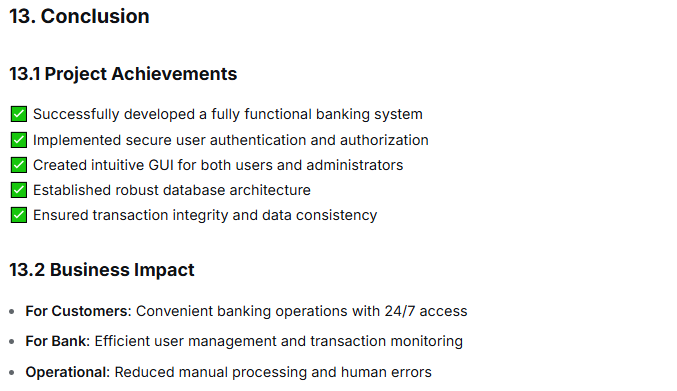 13. Conclusion
13.1 Project Achievements
✅ Successfully developed a fully functional banking system
✅ Implemented secure user authentication and authorization
✅ Created intuitive GUI for both users and administrators
✅ Established robust database architecture
✅ Ensured transaction integrity and data consistency
13.2 Business Impact
• For Customers: Convenient banking operations with 24/7 access
• For Bank: Efficient user management and transaction monitoring
• Operational: Reduced manual processing and human errors